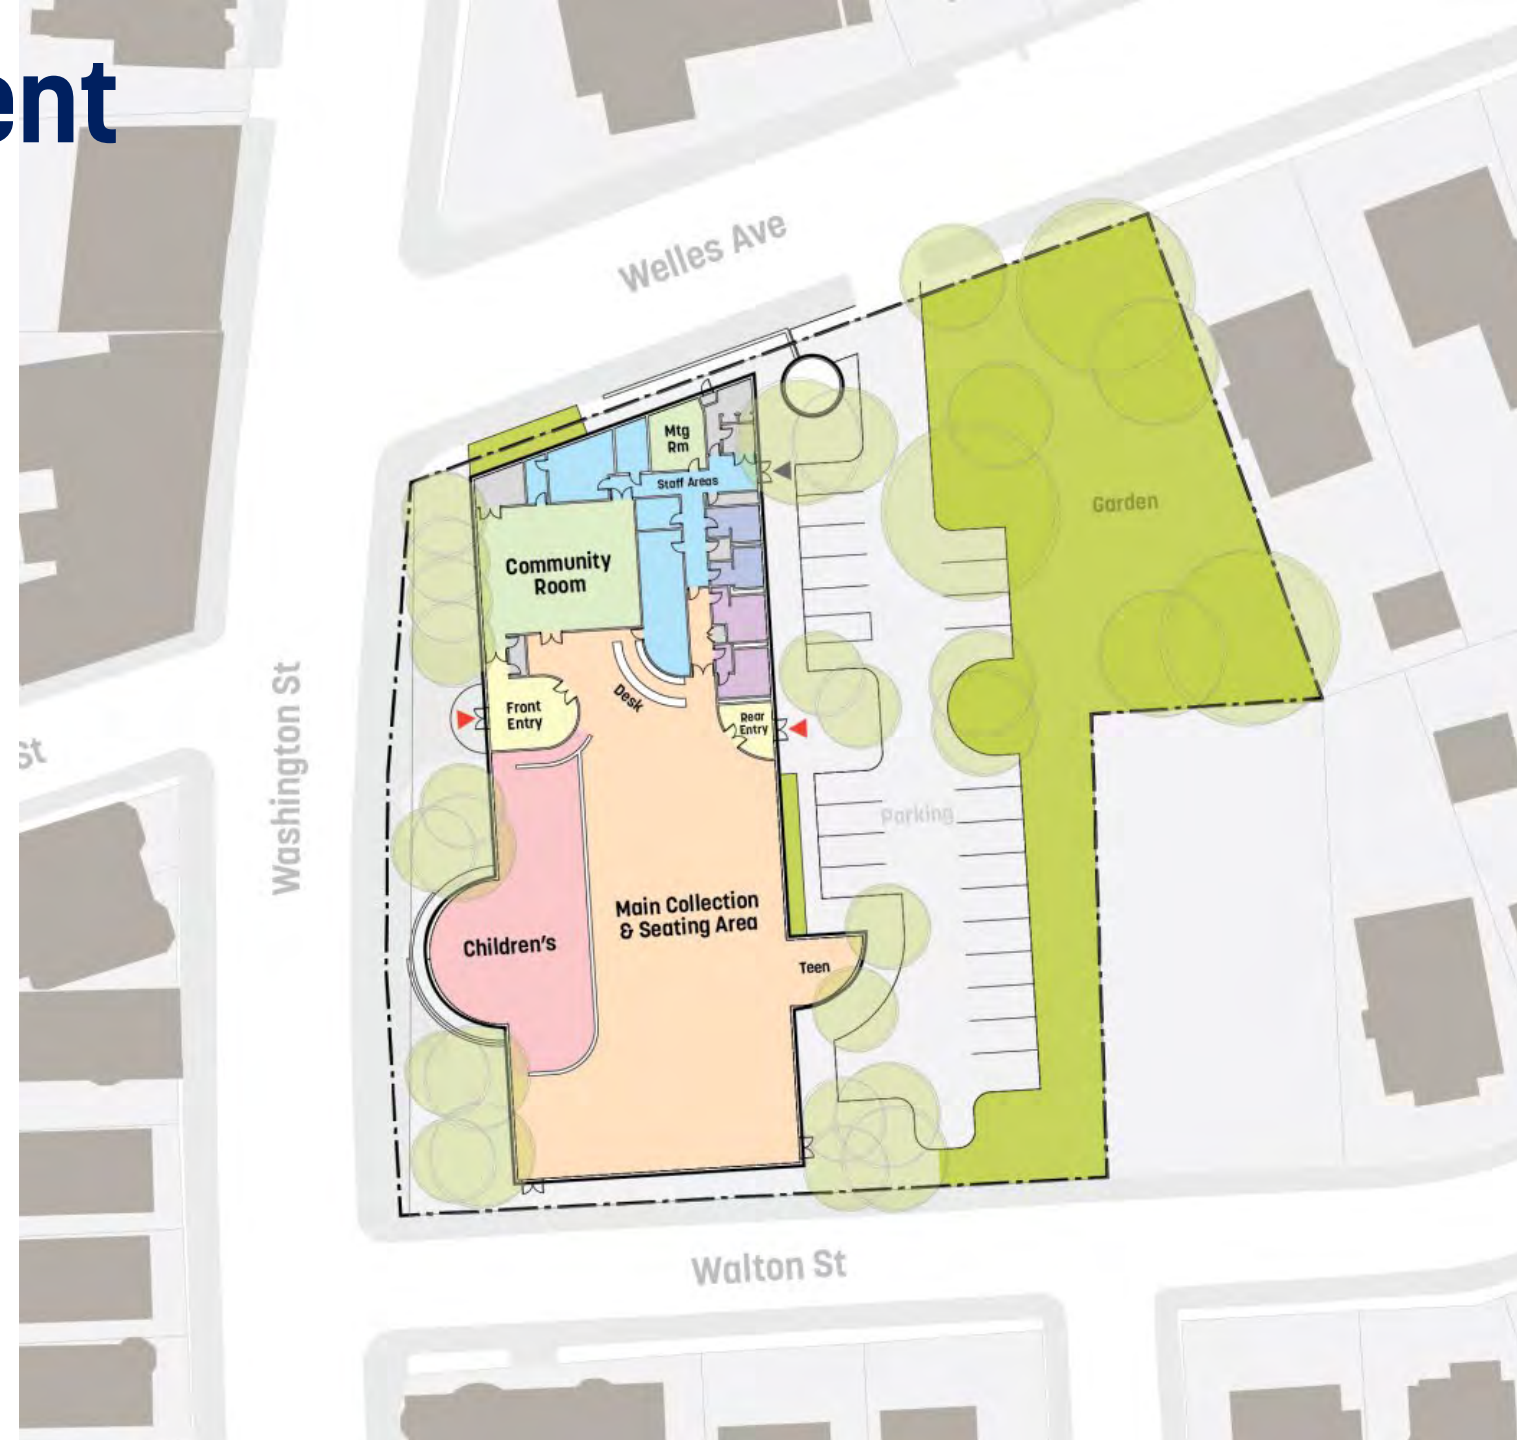 ent
Welles Ave
Mtg
Rm
Staff Areas
Garden
Community
Room
Washington St
Desk
Front
Entry
Rear
Entry
St
Parking
Main Collection
& Seating Area
Children's
Teen
Walton St